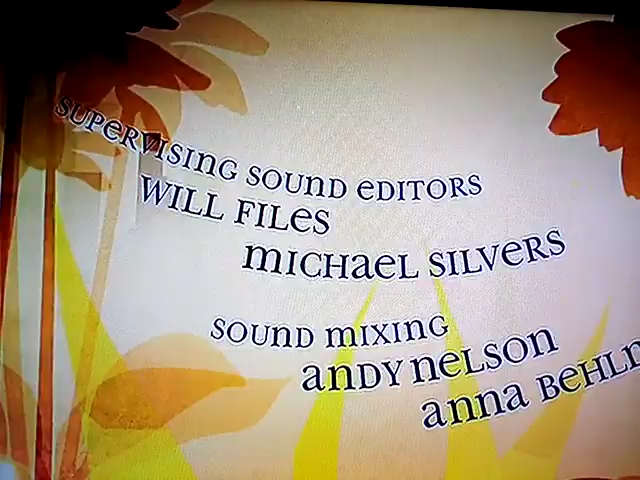 SUPERVISING SOUND EDITORS
WILL FILES
MICHAEL SILVERS
SOUND MIXING
ANDY NELSON
ANNA